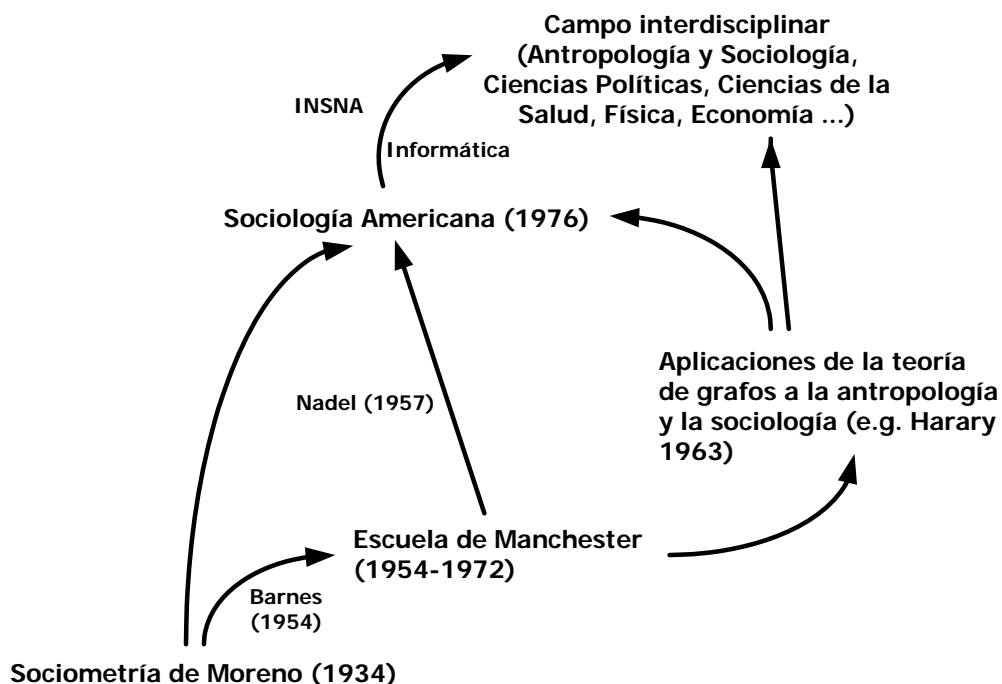 Campo interdisciplinar
(Antropología y Sociología,
Ciencias Políticas, Ciencias de la
Salud, Física, Economía ...)
INSNA
Informática
Sociología Americana (1976)
Aplicaciones de la teoría
de grafos a la antropología
y la sociología (e.g. Harary
1963)
Nadel (1957)
Escuela de Manchester
(1954-1972)
Barnes
(1954)
Sociometría de Moreno (1934)